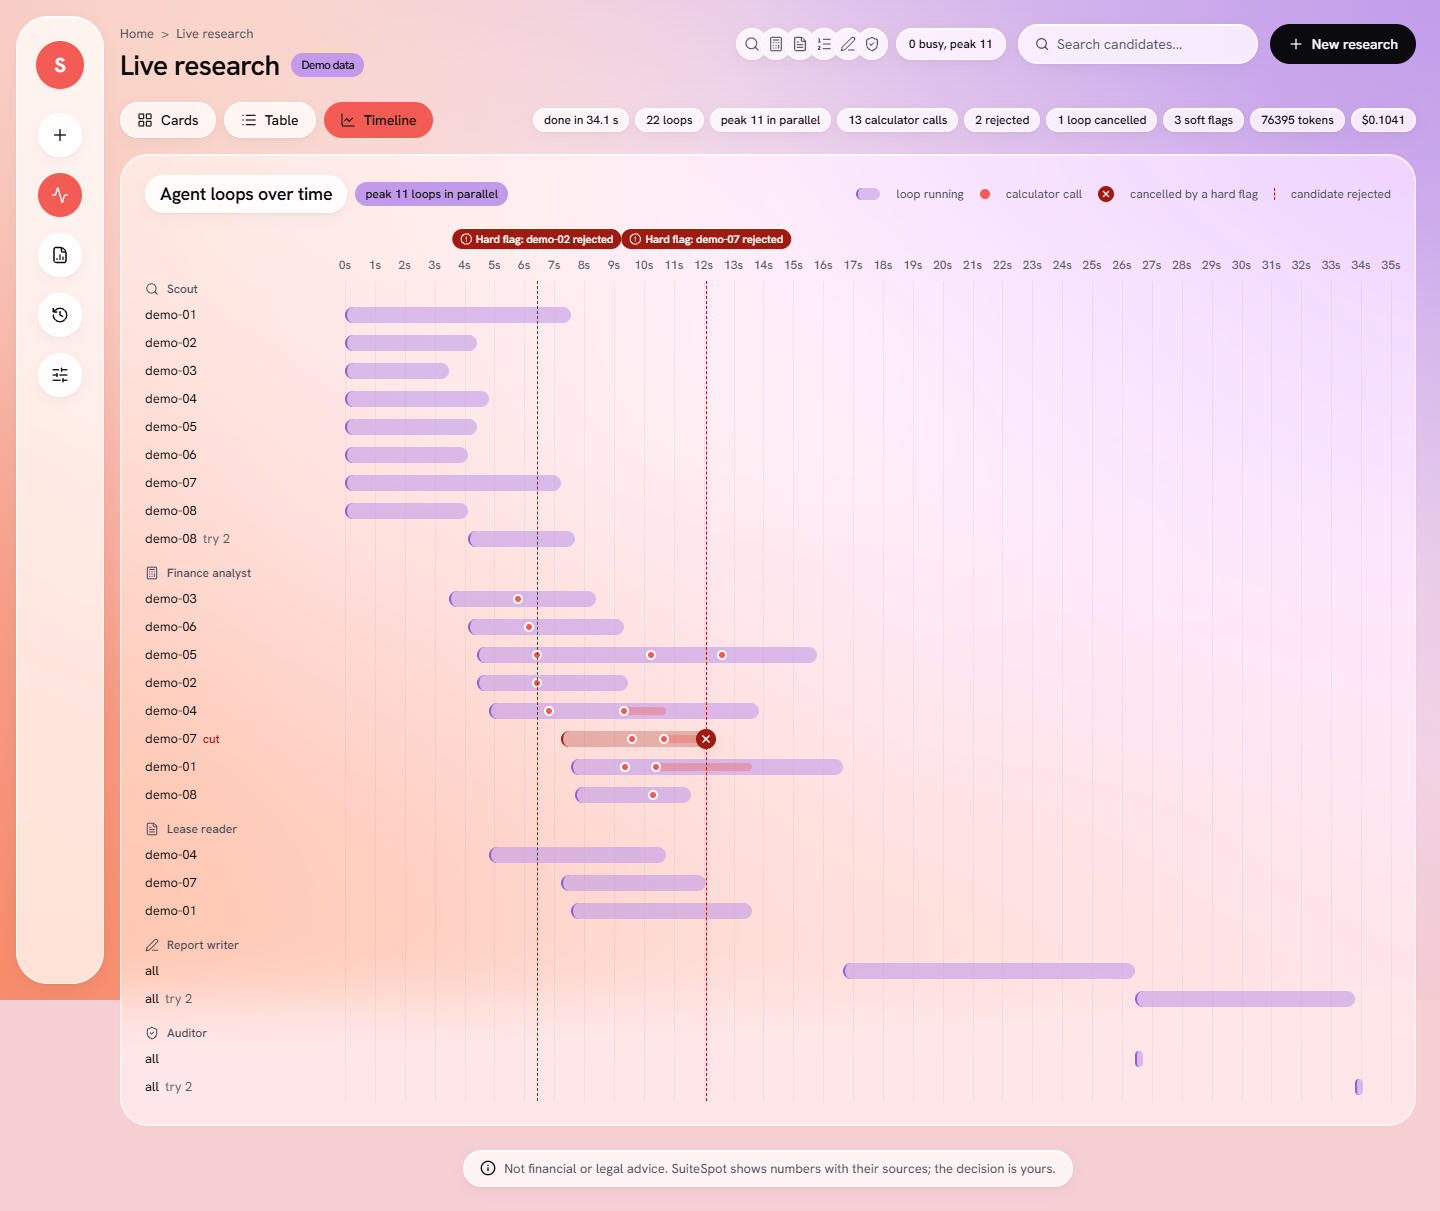 S
Home > Live research
Live research
Demo data
0 busy, peak 11
Search candidates...
New research
Cards
Table
Timeline
done in 34.1 s
22 loops
peak 11 in parallel
13 calculator calls
2 rejected
1 loop cancelled
3 soft flags
76395 tokens
$0.1041
Agent loops over time
peak 11 loops in parallel
loop running
calculator call
cancelled by a hard flag
candidate rejected
Hard flag: demo-02 rejected
Hard flag: demo-07 rejected
0s 1s 2s 3s 4s 5s 6s 7s 8s 9s 10s 11s 12s 13s 14s 15s 16s 17s 18s 19s 20s 21s 22s 23s 24s 25s 26s 27s 28s 29s 30s 31s 32s 33s 34s 35s
Scout
demo-01
demo-02
demo-03
demo-04
demo-05
demo-06
demo-07
demo-08
demo-08 try 2
Finance analyst
demo-03
demo-06
demo-05
demo-02
demo-04
demo-07 cut
demo-01
demo-08
Lease reader
demo-04
demo-07
demo-01
Report writer
all
all try 2
Auditor
all
all try 2
Not financial or legal advice. SuiteSpot shows numbers with their sources; the decision is yours.